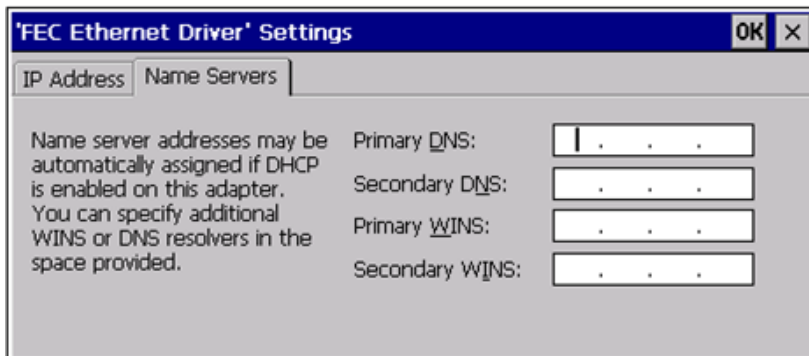 'FEC Ethernet Driver' Settings
OK ×
IP Address Name Servers
Name server addresses may be
automatically assigned if DHCP
is enabled on this adapter.
You can specify additional
WINS or DNS resolvers in the
space provided.
Primary DNS: . . .
Secondary DNS: . . .
Primary WINS: . . .
Secondary WINS: . . .